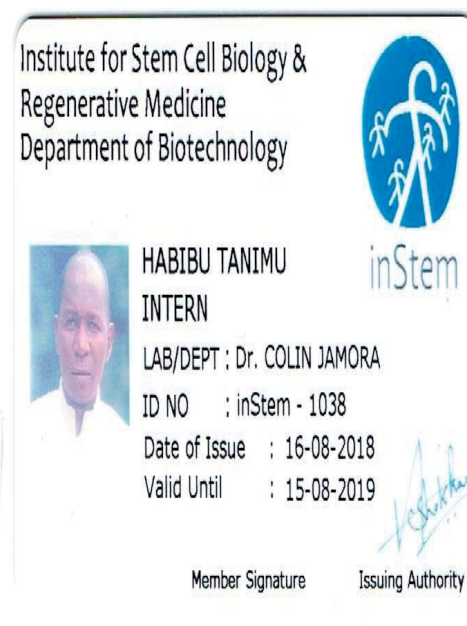 Institute for Stem Cell Biology &
Regenerative Medicine
Department of Biotechnology
inStem
HABIBU TANIMU
INTERN
LAB/DEPT : Dr. COLIN JAMORA
ID NO : inStem - 1038
Date of Issue : 16-08-2018
Valid Until : 15-08-2019
Member Signature Issuing Authority